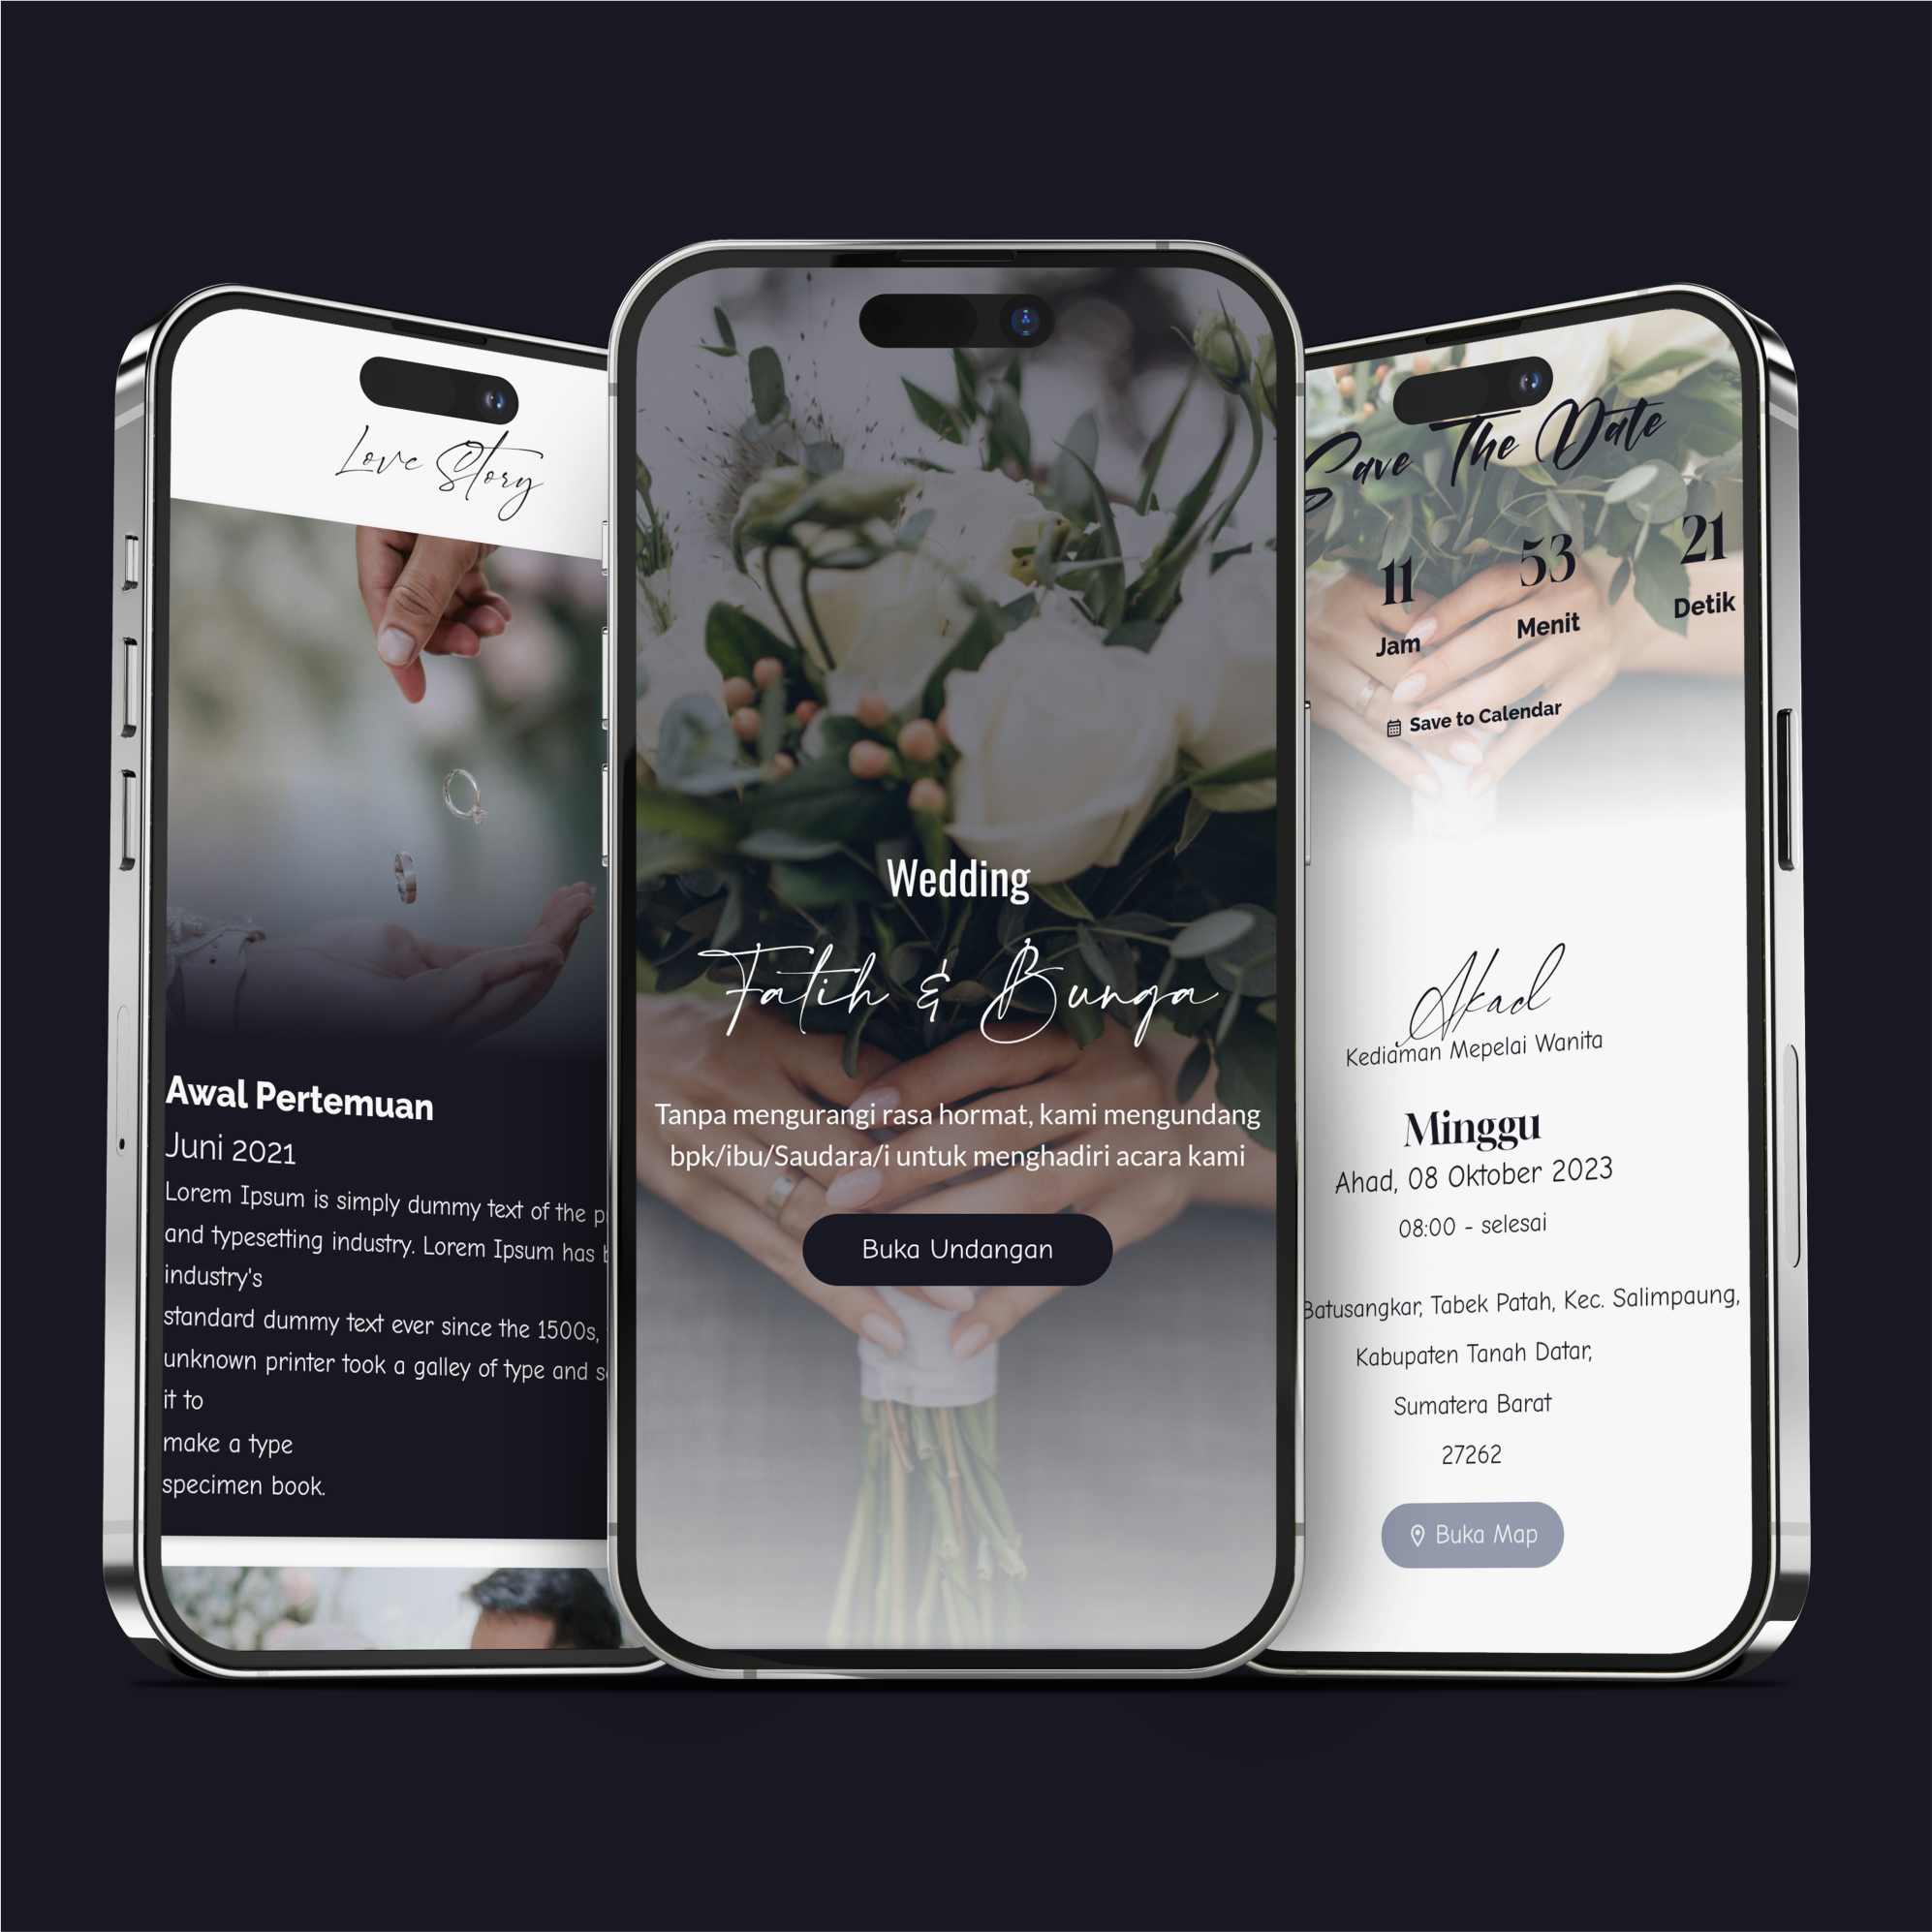 Love Story
Awal Pertemuan
Juni 2021
Lorem Ipsum is simply dummy text of the
and typesetting industry. Lorem Ipsum has
industry's
standard dummy text ever since the 1500s,
unknown printer took a galley of type and
it to
make a type
specimen book.
Wedding
Fatih & Bunga
Tanpa mengurangi rasa hormat, kami mengundang
bpk/ibu/Saudara/i untuk menghadiri acara kami
Buka Undangan
Save The Date
11 53 21
Jam Menit Detik
Save to Calendar
Akad
Kediaman Mepelai Wanita
Minggu
Ahad, 08 Oktober 2023
08:00 - selesai
Batusangkar, Tabek Patah, Kec. Salimpaung,
Kabupaten Tanah Datar,
Sumatera Barat
27262
Buka Map